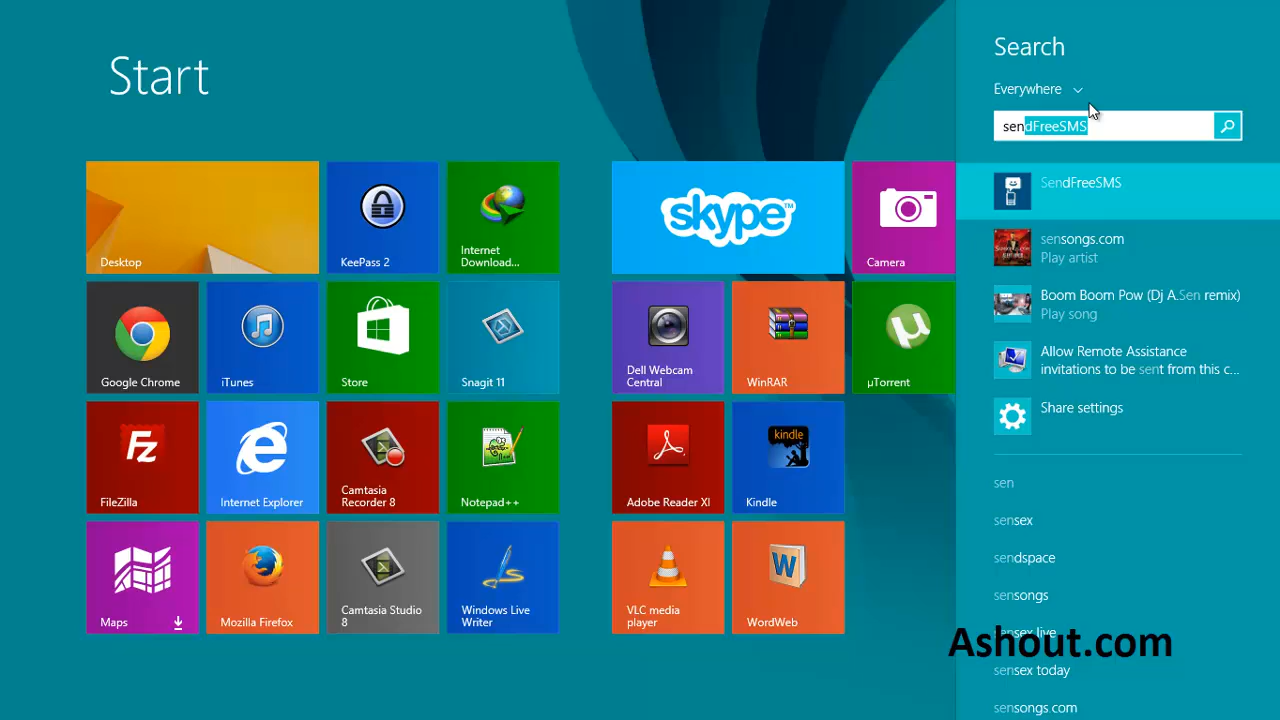 Start
Desktop
KeePass 2
Internet
Download...
skype™
Camera
Google Chrome
iTunes
Store
Snagit 11
Dell Webcam
Central
WinRAR
µTorrent
Fz
FileZilla
Internet Explorer
Camtasia
Recorder 8
Notepad++
Adobe Reader XI
kindle
Kindle
Maps
Mozilla Firefox
Camtasia Studio
8
Windows Live
Writer
VLC media
player
W
WordWeb
Search
Everywhere
sendFreeSMS
SendFreeSMS
sensongs.com
Play artist
Boom Boom Pow (Dj A.Sen remix)
Play song
Allow Remote Assistance
invitations to be sent from this c...
Share settings
sen
sensex
sendspace
sensongs
sensex live
Ashout.com
sensex today
sensongs.com